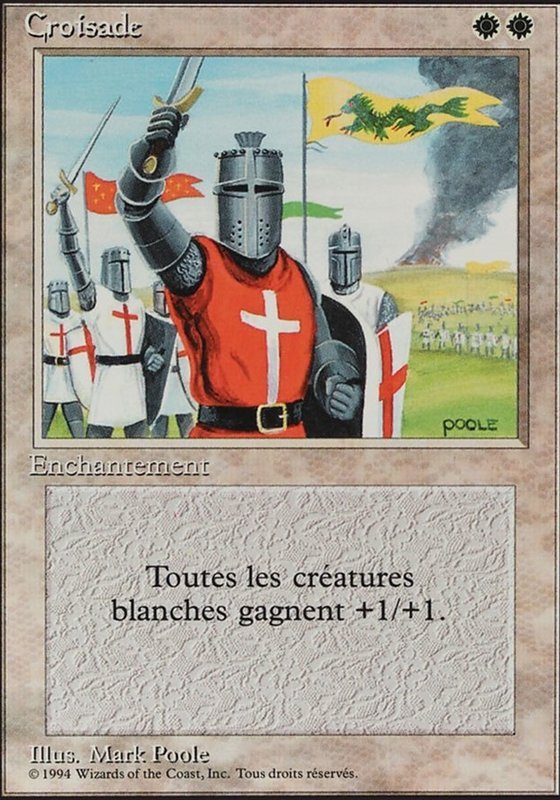 Croisade
POOLE
Enchantement
Toutes les créatures
blanches gagnent +1/+1.
Illus. Mark Poole
© 1994 Wizards of the Coast, Inc. Tous droits réservés.